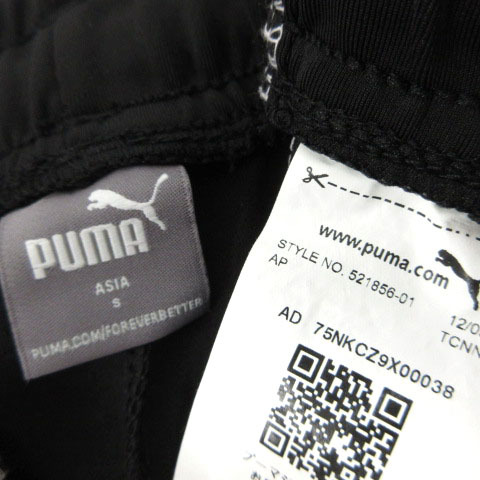 PUMA
ASIA
S
PUMA.COM/FOREVERBETTER
www.puma.com
STYLE NO. 521856-01
AP
12/0
TCNN
AD 75NKCZ9X00038